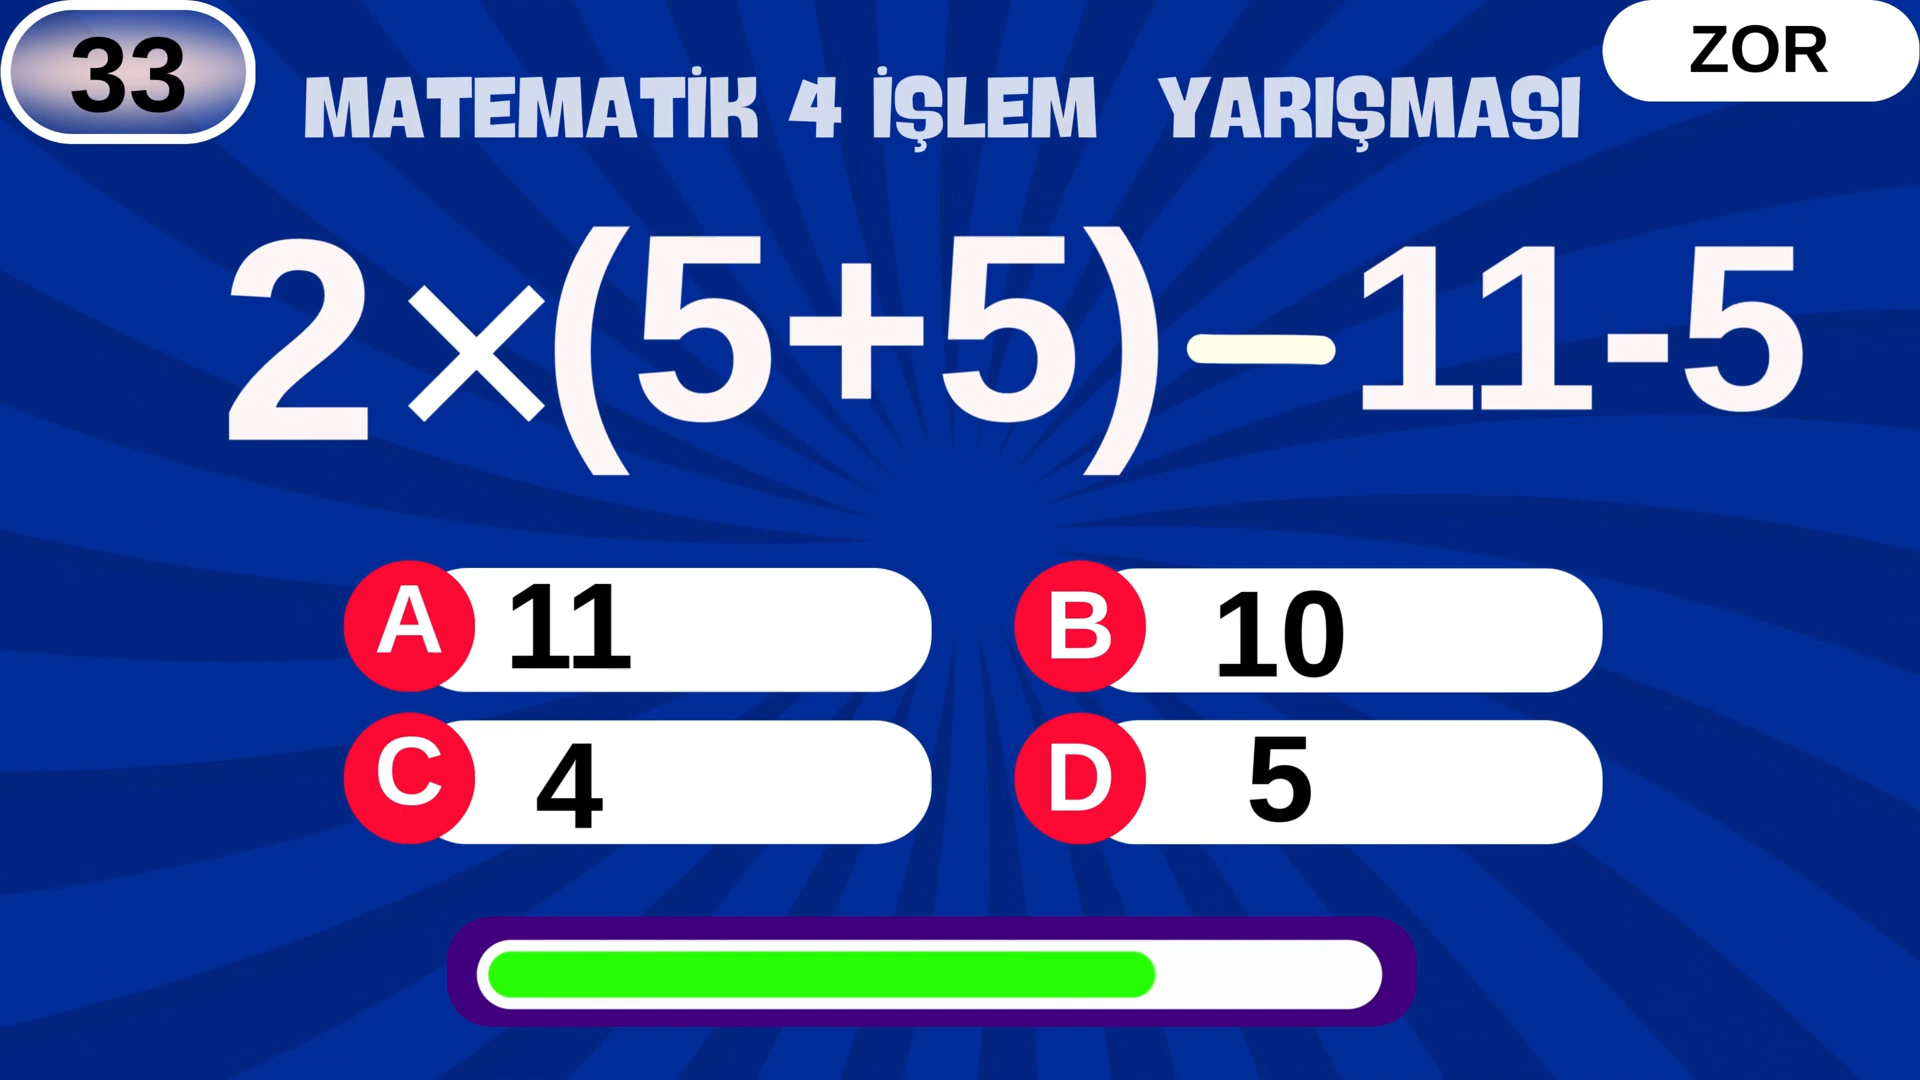 33
ZOR
MATEMATİK 4 İŞLEM YARIŞMASI
2×(5+5)−11-5
A 11
B 10
C 4
D 5